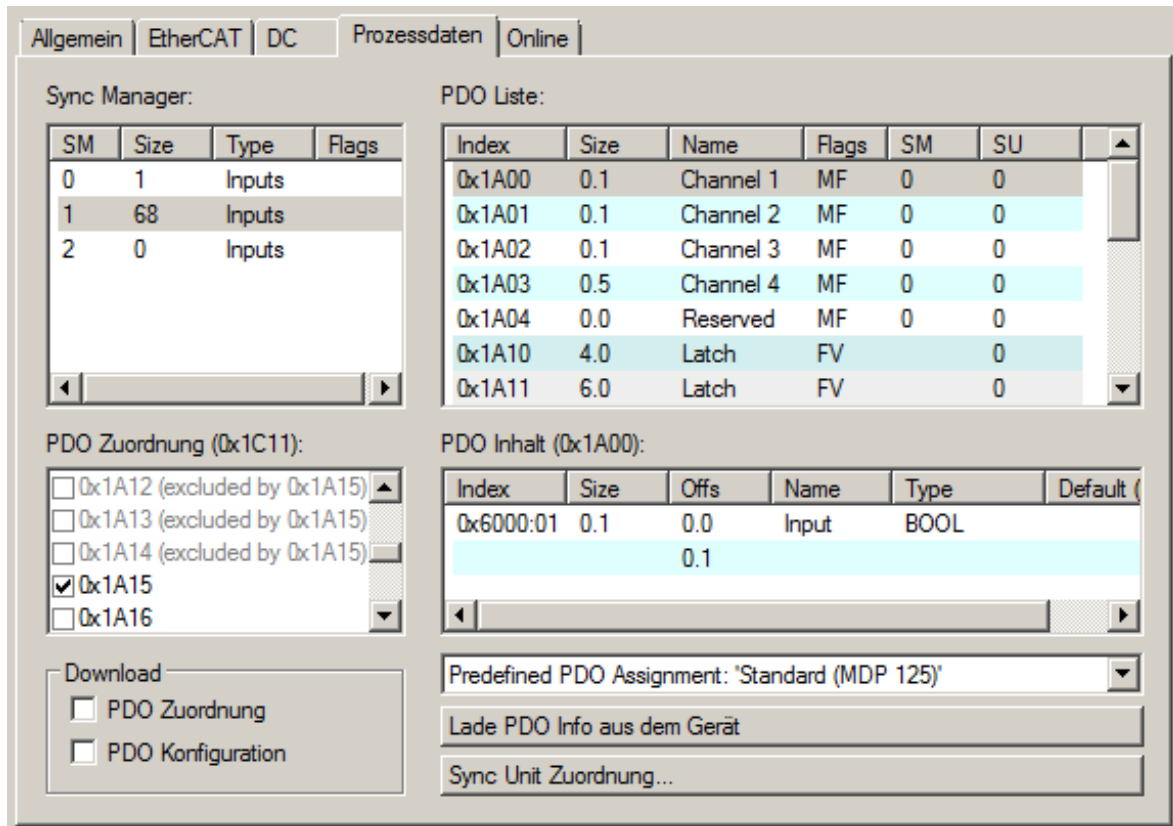 Allgemein EtherCAT DC Prozessdaten Online
Sync Manager:
SM Size Type Flags
0 1 Inputs
1 68 Inputs
2 0 Inputs
PDO Liste:
Index Size Name Flags SM SU
0x1A00 0.1 Channel 1 MF 0 0
0x1A01 0.1 Channel 2 MF 0 0
0x1A02 0.1 Channel 3 MF 0 0
0x1A03 0.5 Channel 4 MF 0 0
0x1A04 0.0 Reserved MF 0 0
0x1A10 4.0 Latch FV 0
0x1A11 6.0 Latch FV 0
PDO Zuordnung (0x1C11):
0x1A12 (excluded by 0x1A15)
0x1A13 (excluded by 0x1A15)
0x1A14 (excluded by 0x1A15)
0x1A15
0x1A16
PDO Inhalt (0x1A00):
Index Size Offs Name Type Default (
0x6000:01 0.1 0.0 Input BOOL
0.1
Download
PDO Zuordnung
PDO Konfiguration
Predefined PDO Assignment: 'Standard (MDP 125)'
Lade PDO Info aus dem Gerät
Sync Unit Zuordnung...